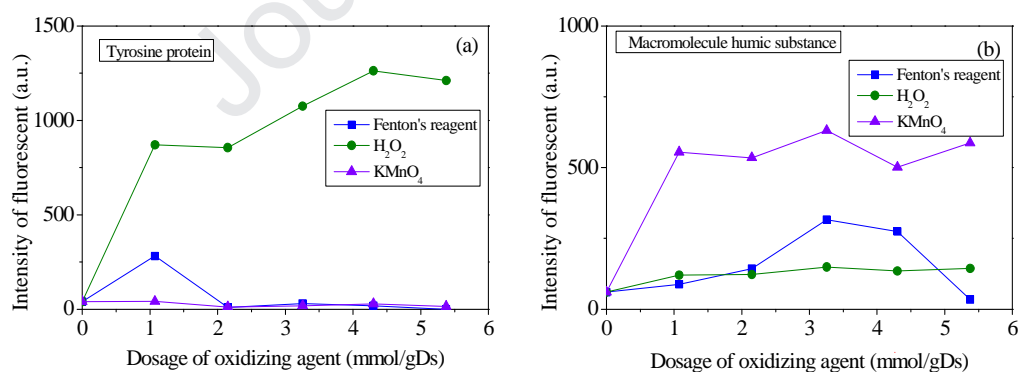 Jou
1500
1000
500
0
Intensity of fluorescent (a.u.)
Tyrosine protein
(a)
Fenton's reagent
H₂O₂
KMnO₄
0 1 2 3 4 5 6
Dosage of oxidizing agent (mmol/gDs)
1000
500
0
Intensity of fluorescent (a.u.)
Macromolecule humic substance
(b)
Fenton's reagent
H₂O₂
KMnO₄
0 1 2 3 4 5 6
Dosage of oxidizing agent (mmol/gDs)